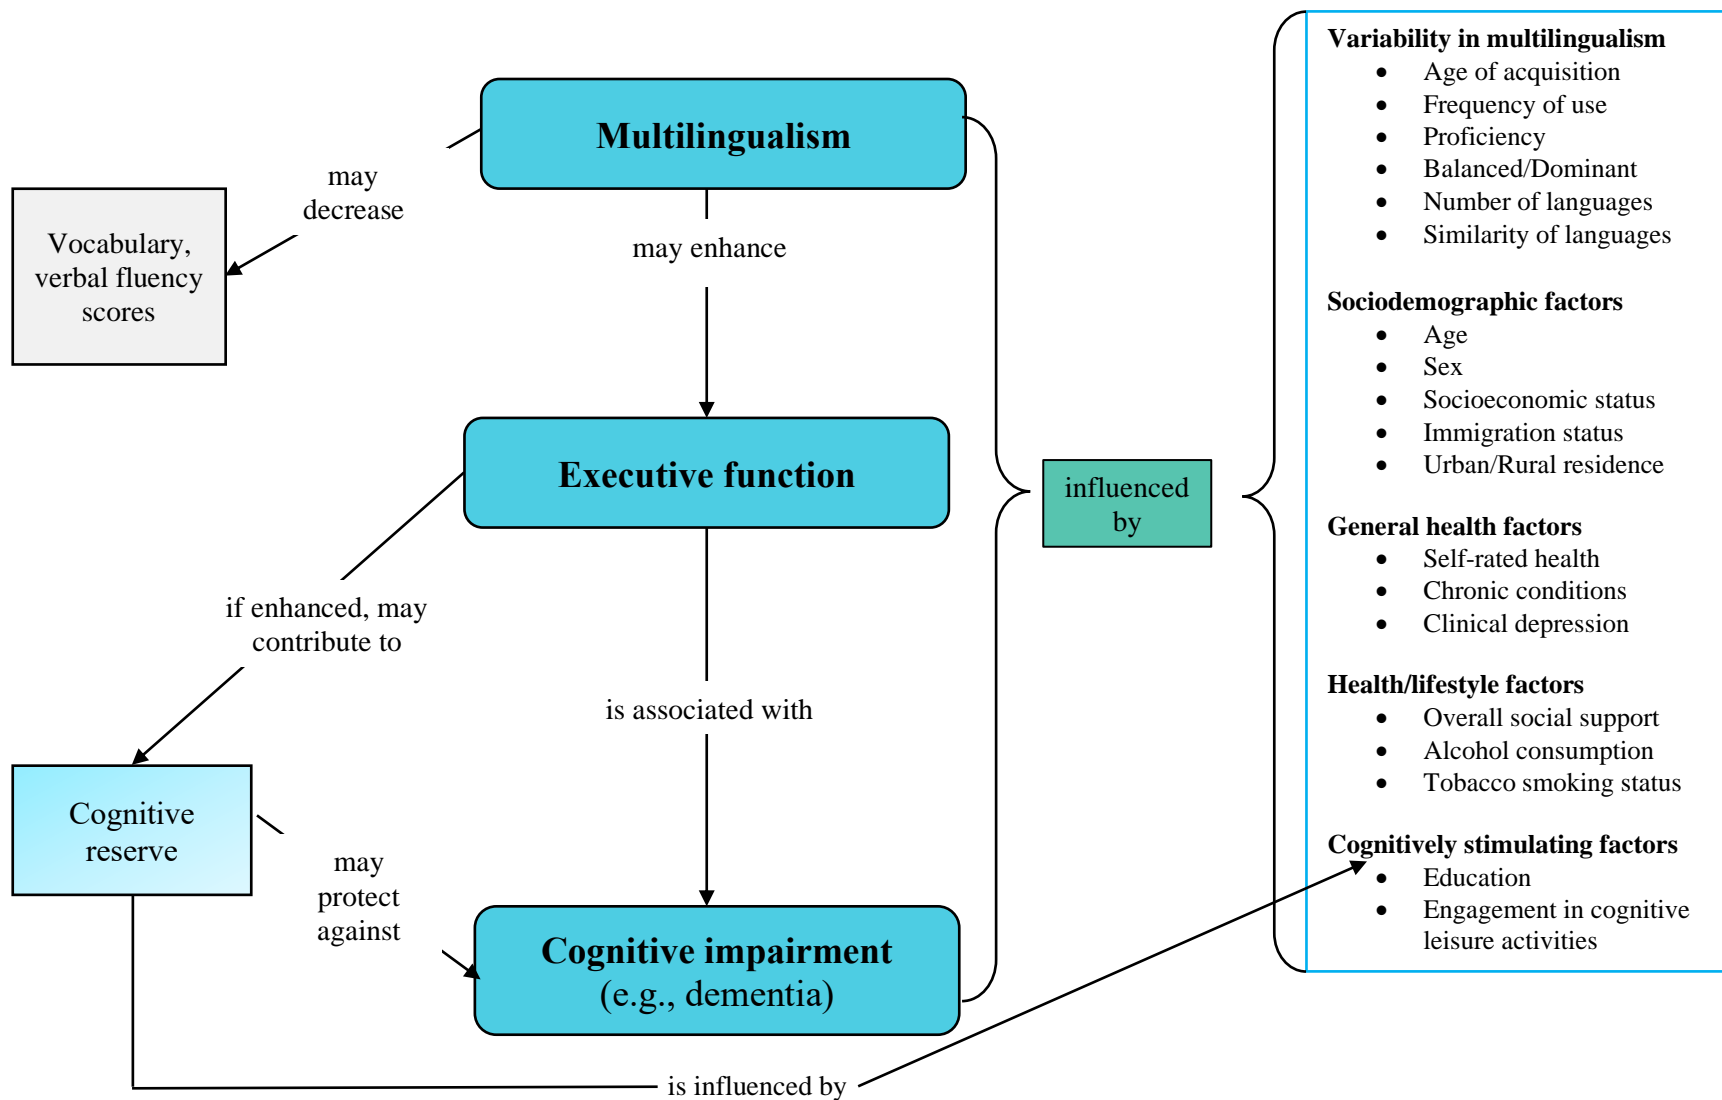 Multilingualism
may
decrease
Vocabulary,
verbal fluency
scores
may enhance
Executive function
if enhanced, may
contribute to
is associated with
Cognitive
reserve
may
protect
against
Cognitive impairment
(e.g., dementia)
is influenced by
influenced
by
Variability in multilingualism
• Age of acquisition
• Frequency of use
• Proficiency
• Balanced/Dominant
• Number of languages
• Similarity of languages
Sociodemographic factors
• Age
• Sex
• Socioeconomic status
• Immigration status
• Urban/Rural residence
General health factors
• Self-rated health
• Chronic conditions
• Clinical depression
Health/lifestyle factors
• Overall social support
• Alcohol consumption
• Tobacco smoking status
Cognitively stimulating factors
• Education
• Engagement in cognitive
leisure activities